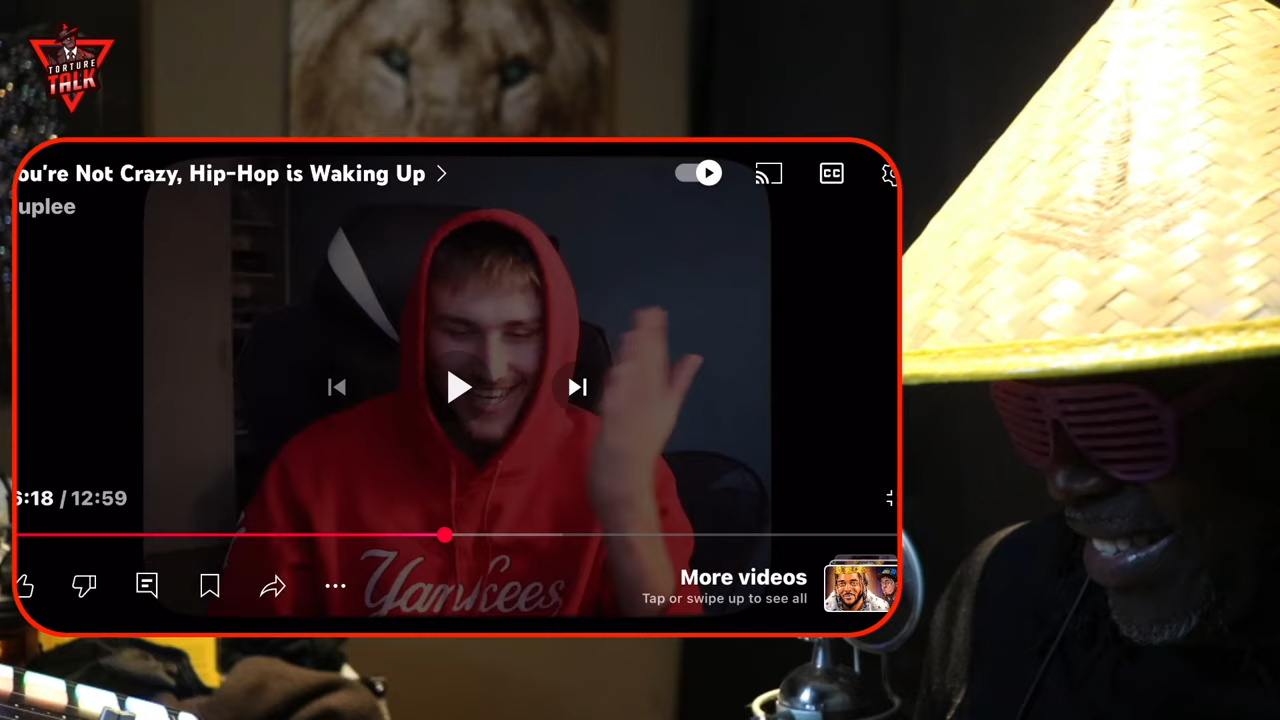 TORTURE
TALK
ou're Not Crazy, Hip-Hop is Waking Up
uplee
CC
6:18 / 12:59
Yankees
More videos
Tap or swipe up to see all